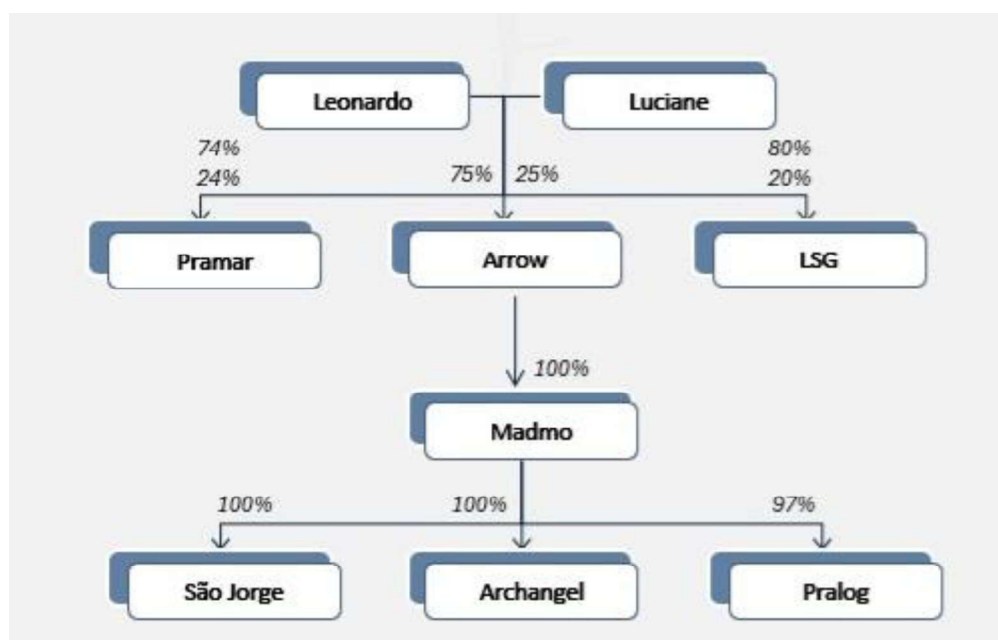 Leonardo Luciane
74% 80%
24% 75% 25% 20%
Pramar Arrow LSG
100%
Madmo
100% 100% 97%
São Jorge Archangel Pralog